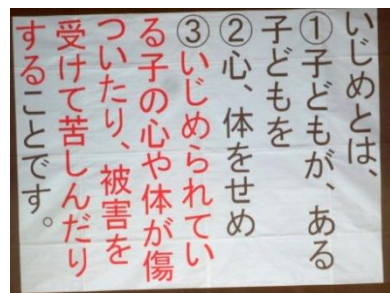 いじめとは、
①子どもが、ある
子どもを
②心、体をせめ
③いじめられてい
る子の心や体が傷
ついたり、被害を
受けて苦しんだり
することです。